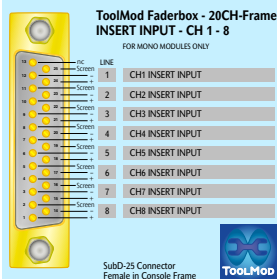 ToolMod Faderbox - 20CH-Frame
INSERT INPUT - CH 1 - 8
FOR MONO MODULES ONLY
nc LINE
Screen
1 CH1 INSERT INPUT
Screen
2 CH2 INSERT INPUT
Screen
3 CH3 INSERT INPUT
Screen
4 CH4 INSERT INPUT
Screen
5 CH5 INSERT INPUT
Screen
6 CH6 INSERT INPUT
Screen
7 CH7 INSERT INPUT
Screen
8 CH8 INSERT INPUT
SubD-25 Connector
Female in Console Frame
TOOLMOD